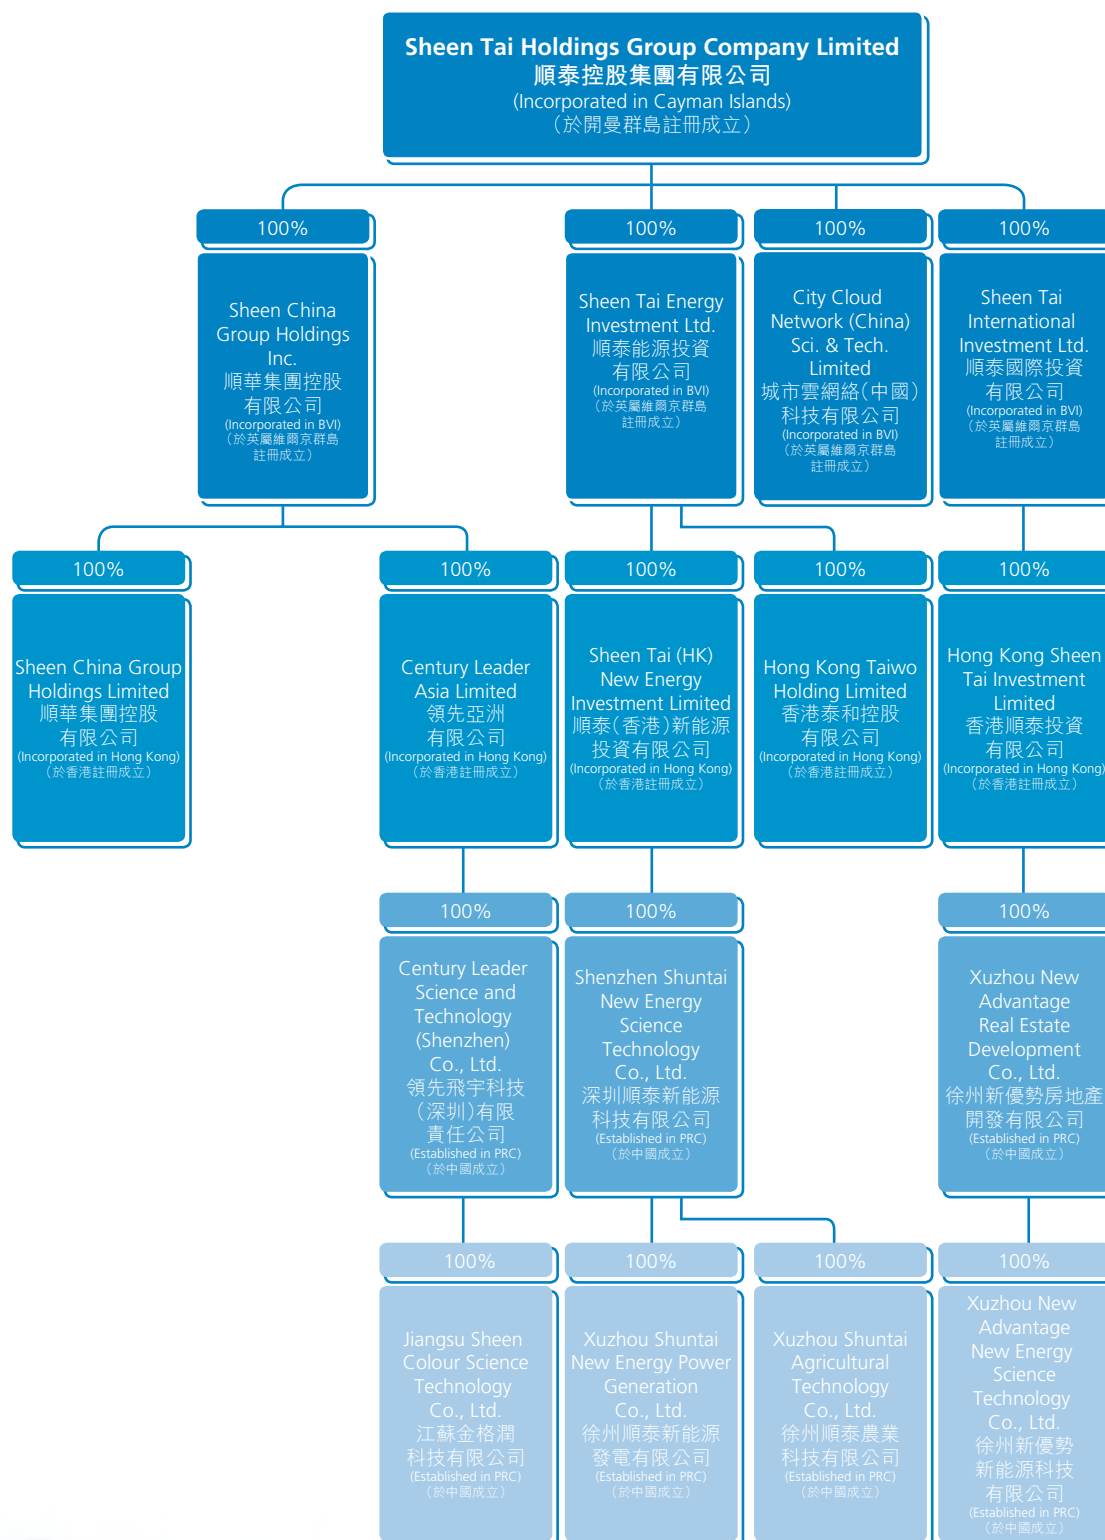 Sheen Tai Holdings Group Company Limited
順泰控股集團有限公司
(Incorporated in Cayman Islands)
（於開曼群島註冊成立）
100%
100%
100%
100%
Sheen China
Group Holdings
Inc.
順華集團控股
有限公司
(Incorporated in BVI)
（於英屬維爾京群島
註冊成立）
Sheen Tai Energy
Investment Ltd.
順泰能源投資
有限公司
(Incorporated in BVI)
（於英屬維爾京群島
註冊成立）
City Cloud
Network (China)
Sci. & Tech.
Limited
城市雲網絡（中國）
科技有限公司
(Incorporated in BVI)
（於英屬維爾京群島
註冊成立）
Sheen Tai
International
Investment Ltd.
順泰國際投資
有限公司
(Incorporated in BVI)
（於英屬維爾京群島
註冊成立）
100%
100%
100%
100%
100%
Sheen China Group
Holdings Limited
順華集團控股
有限公司
(Incorporated in Hong Kong)
（於香港註冊成立）
Century Leader
Asia Limited
領先亞洲
有限公司
(Incorporated in Hong Kong)
（於香港註冊成立）
Sheen Tai (HK)
New Energy
Investment Limited
順泰（香港）新能源
投資有限公司
(Incorporated in Hong Kong)
（於香港註冊成立）
Hong Kong Taiwo
Holding Limited
香港泰和控股
有限公司
(Incorporated in Hong Kong)
（於香港註冊成立）
Hong Kong Sheen
Tai Investment
Limited
香港順泰投資
有限公司
(Incorporated in Hong Kong)
（於香港註冊成立）
100%
100%
100%
Century Leader
Science and
Technology
(Shenzhen)
Co., Ltd.
領先飛宇科技
（深圳）有限
責任公司
(Established in PRC)
（於中國成立）
Shenzhen Shuntai
New Energy
Science
Technology
Co., Ltd.
深圳順泰新能源
科技有限公司
(Established in PRC)
（於中國成立）
Xuzhou New
Advantage
Real Estate
Development
Co., Ltd.
徐州新優勢房地產
開發有限公司
(Established in PRC)
（於中國成立）
100%
100%
100%
100%
Jiangsu Sheen
Colour Science
Technology
Co., Ltd.
江蘇金格潤
科技有限公司
(Established in PRC)
（於中國成立）
Xuzhou Shuntai
New Energy Power
Generation
Co., Ltd.
徐州順泰新能源
發電有限公司
(Established in PRC)
（於中國成立）
Xuzhou Shuntai
Agricultural
Technology
Co., Ltd.
徐州順泰農業
科技有限公司
(Established in PRC)
（於中國成立）
Xuzhou New
Advantage
New Energy
Science
Technology
Co., Ltd.
徐州新優勢
新能源科技
有限公司
(Established in PRC)
（於中國成立）